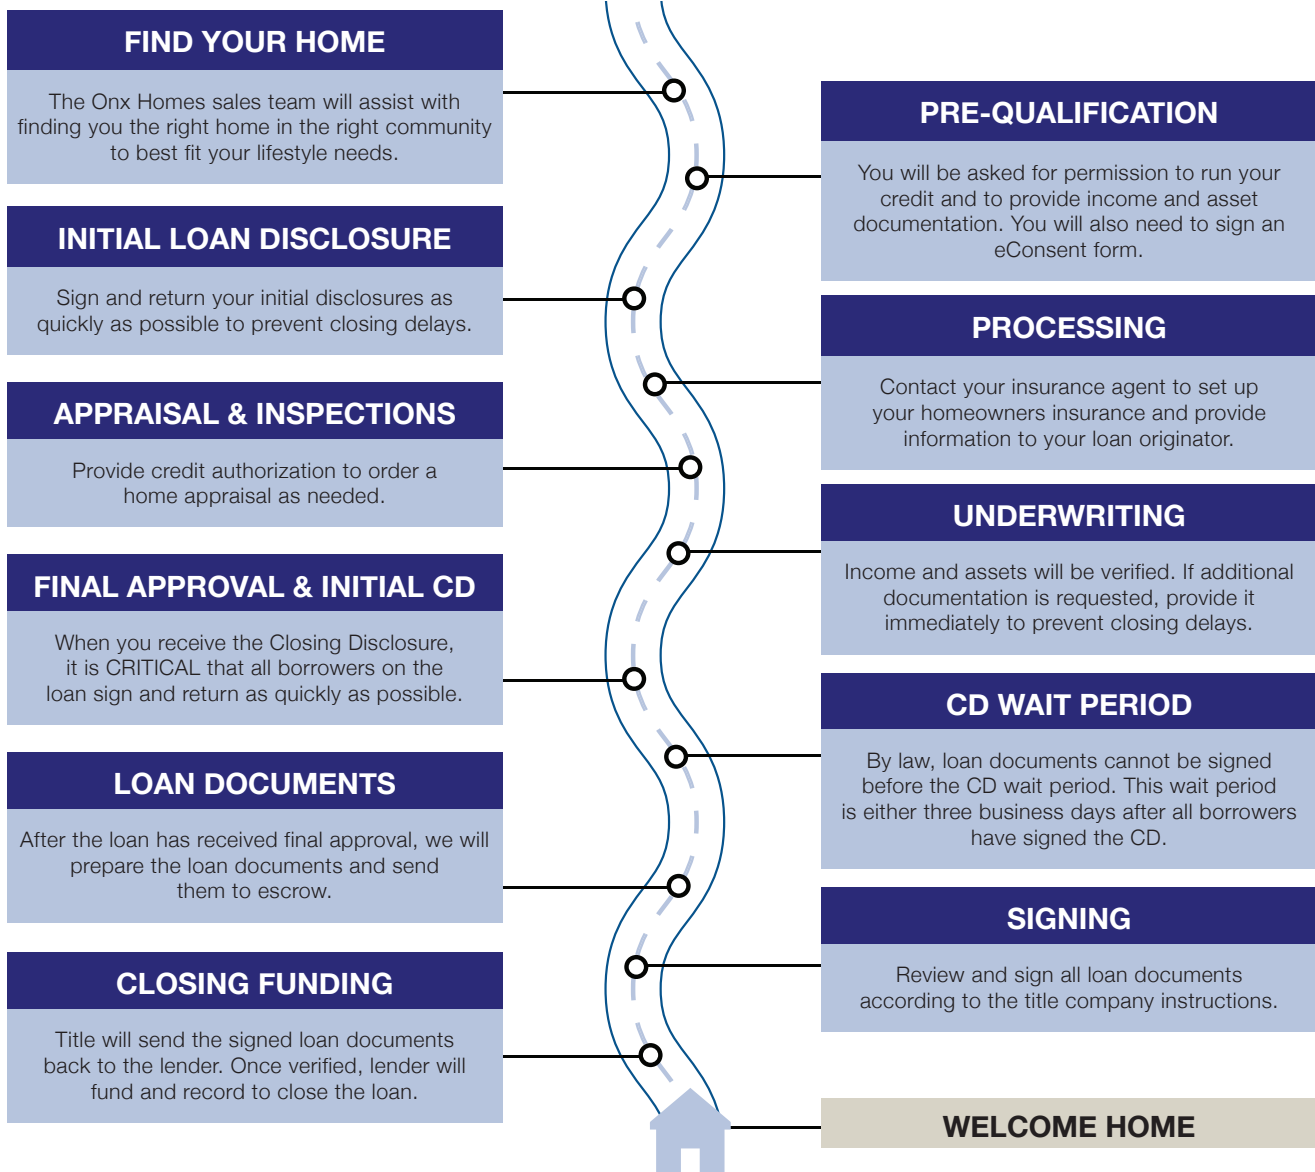 FIND YOUR HOME
The Onx Homes sales team will assist with
finding you the right home in the right community
to best fit your lifestyle needs.
PRE-QUALIFICATION
You will be asked for permission to run your
credit and to provide income and asset
documentation. You will also need to sign an
eConsent form.
INITIAL LOAN DISCLOSURE
Sign and return your initial disclosures as
quickly as possible to prevent closing delays.
PROCESSING
Contact your insurance agent to set up
your homeowners insurance and provide
information to your loan originator.
APPRAISAL & INSPECTIONS
Provide credit authorization to order a
home appraisal as needed.
UNDERWRITING
Income and assets will be verified. If additional
documentation is requested, provide it
immediately to prevent closing delays.
FINAL APPROVAL & INITIAL CD
When you receive the Closing Disclosure,
it is CRITICAL that all borrowers on the
loan sign and return as quickly as possible.
CD WAIT PERIOD
By law, loan documents cannot be signed
before the CD wait period. This wait period
is either three business days after all borrowers
have signed the CD.
LOAN DOCUMENTS
After the loan has received final approval, we will
prepare the loan documents and send
them to escrow.
SIGNING
Review and sign all loan documents
according to the title company instructions.
CLOSING FUNDING
Title will send the signed loan documents
back to the lender. Once verified, lender will
fund and record to close the loan.
WELCOME HOME